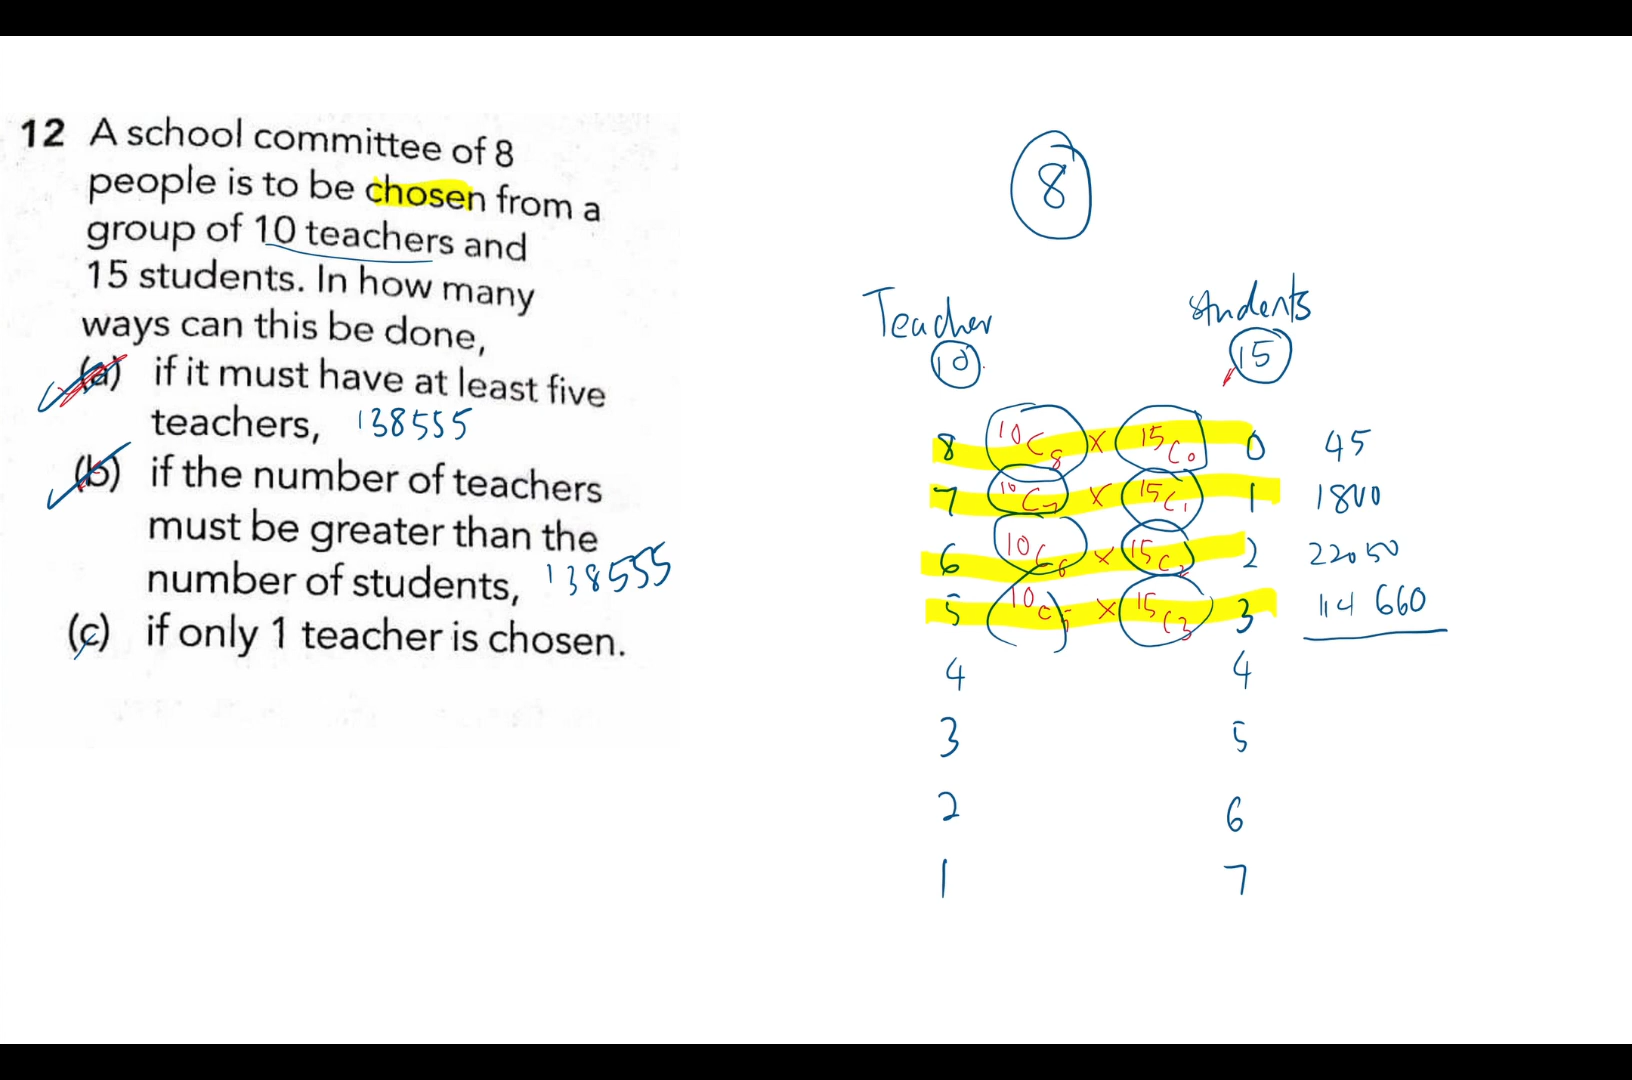 12 A school committee of 8
people is to be chosen from a
group of 10 teachers and
15 students. In how many
ways can this be done,
(a) if it must have at least five
teachers, 138555
(b) if the number of teachers
must be greater than the
number of students, 138555
(c) if only 1 teacher is chosen.
8
Teacher students
10 15
8 10C8 × 15C0 0 45
7 10C7 × 15C1 1 1800
6 10C6 × 15C2 2 22050
5 10C5 × 15C3 3 114 660
4 4
3 5
2 6
1 7